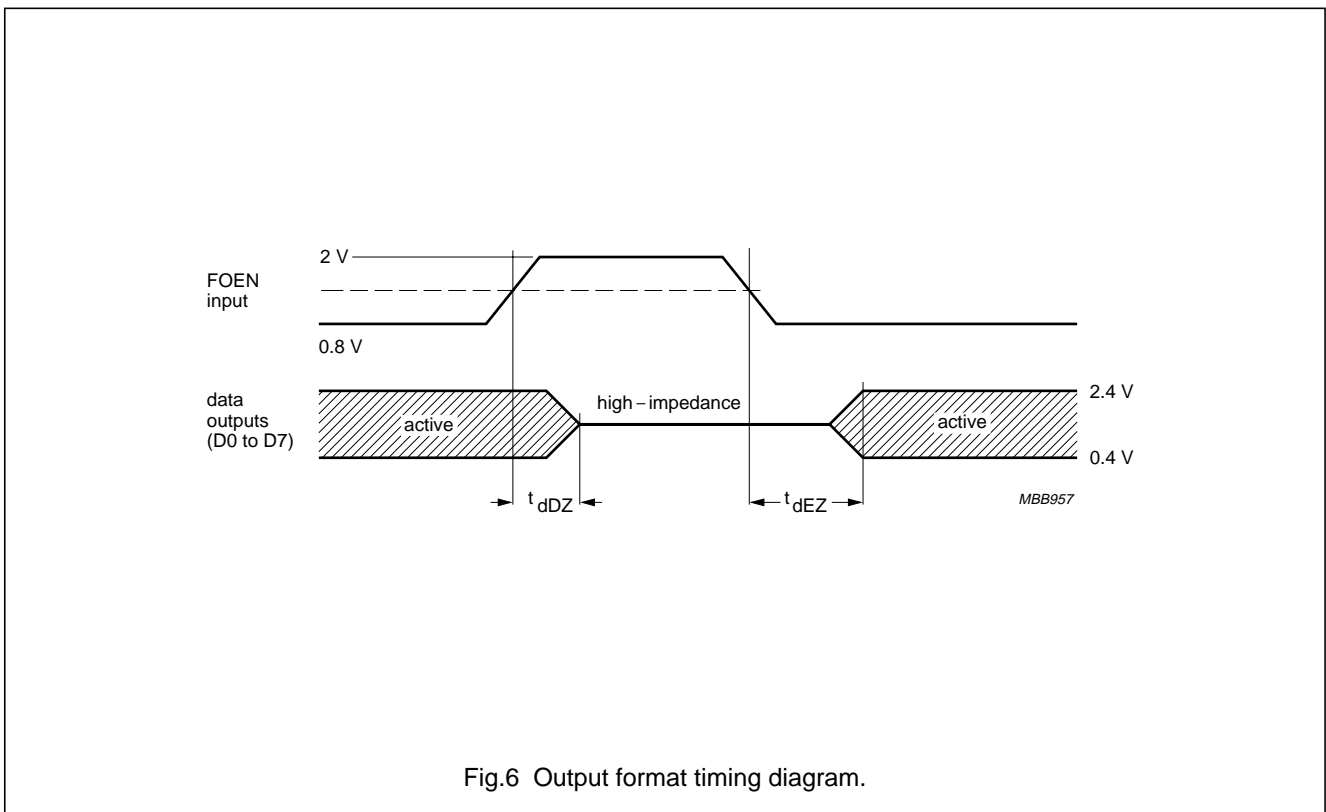 2 V
FOEN
input
0.8 V
data
outputs
(D0 to D7)
active
high – impedance
active
2.4 V
0.4 V
t dDZ
t dEZ
MBB957
Fig.6 Output format timing diagram.